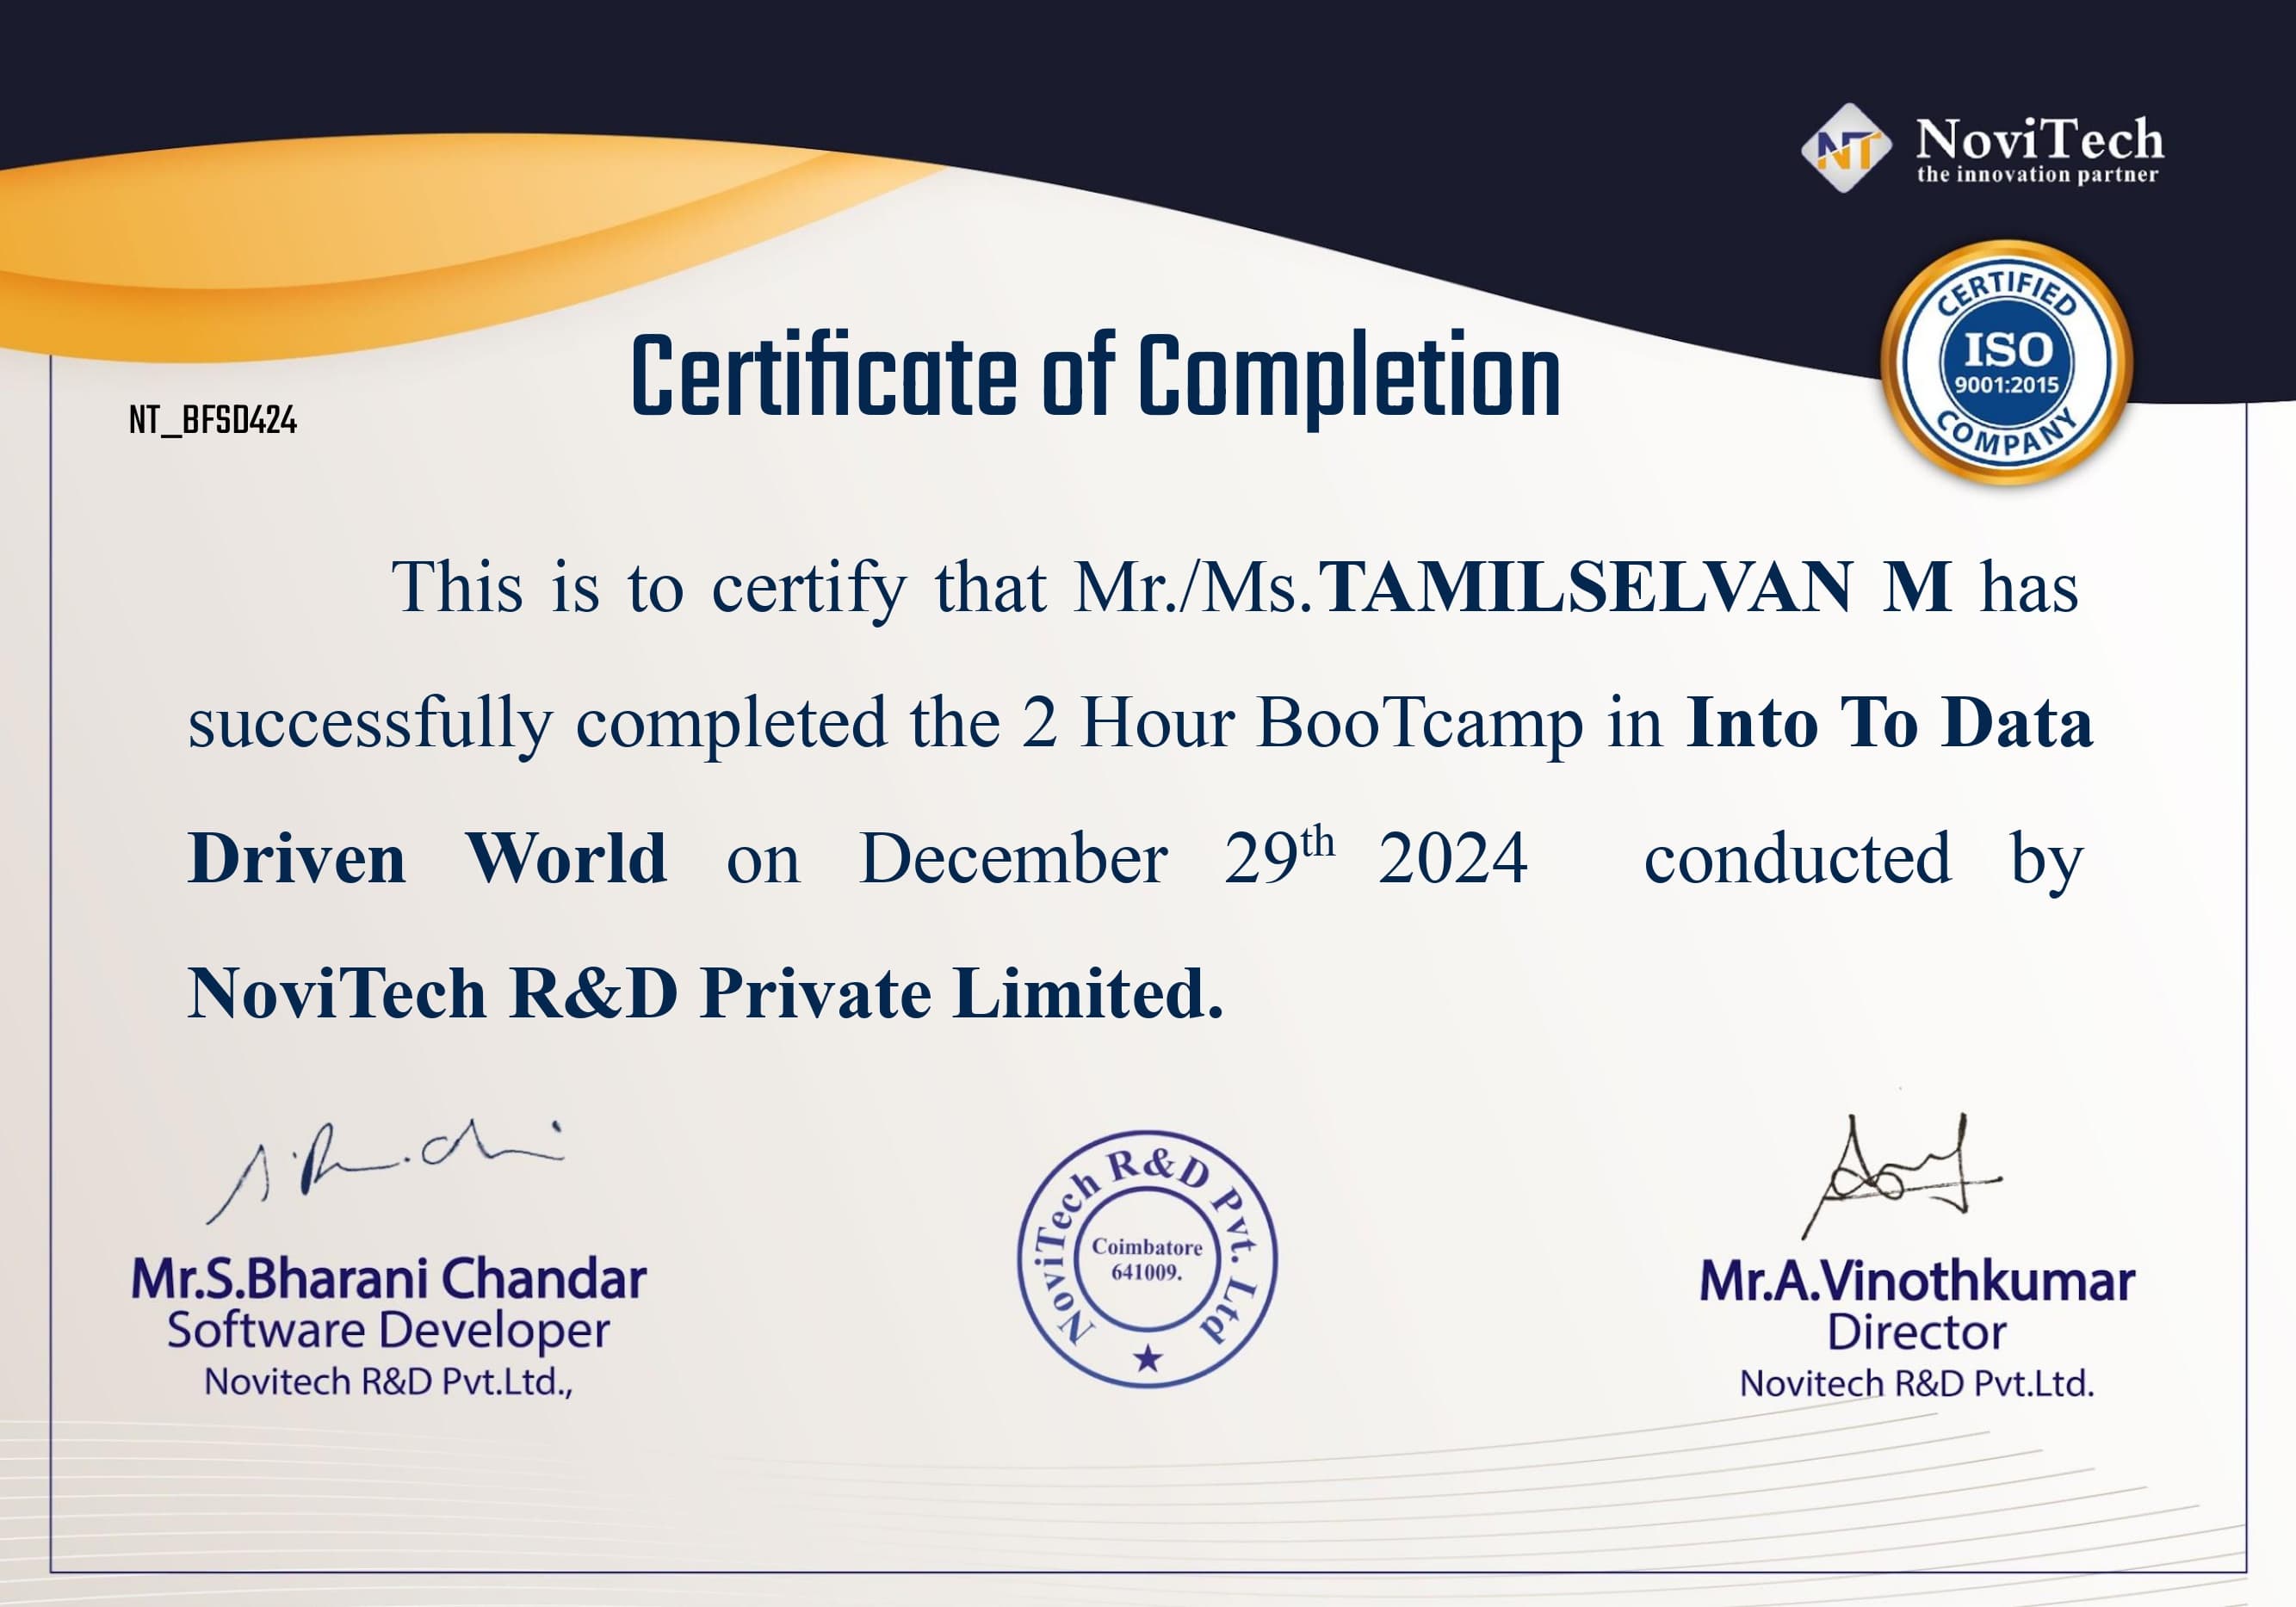 NT NoviTech
the innovation partner
CERTIFIED
ISO
9001:2015
COMPANY
Certificate of Completion
NT_BFSD424
This is to certify that Mr./Ms.TAMILSELVAN M has
successfully completed the 2 Hour BooTcamp in Into To Data
Driven World on December 29th 2024 conducted by
NoviTech R&D Private Limited.
NoviTech R&D Pvt. Ltd
Coimbatore
641009.
Mr.S.Bharani Chandar
Software Developer
Novitech R&D Pvt.Ltd.,
Mr.A.Vinothkumar
Director
Novitech R&D Pvt.Ltd.